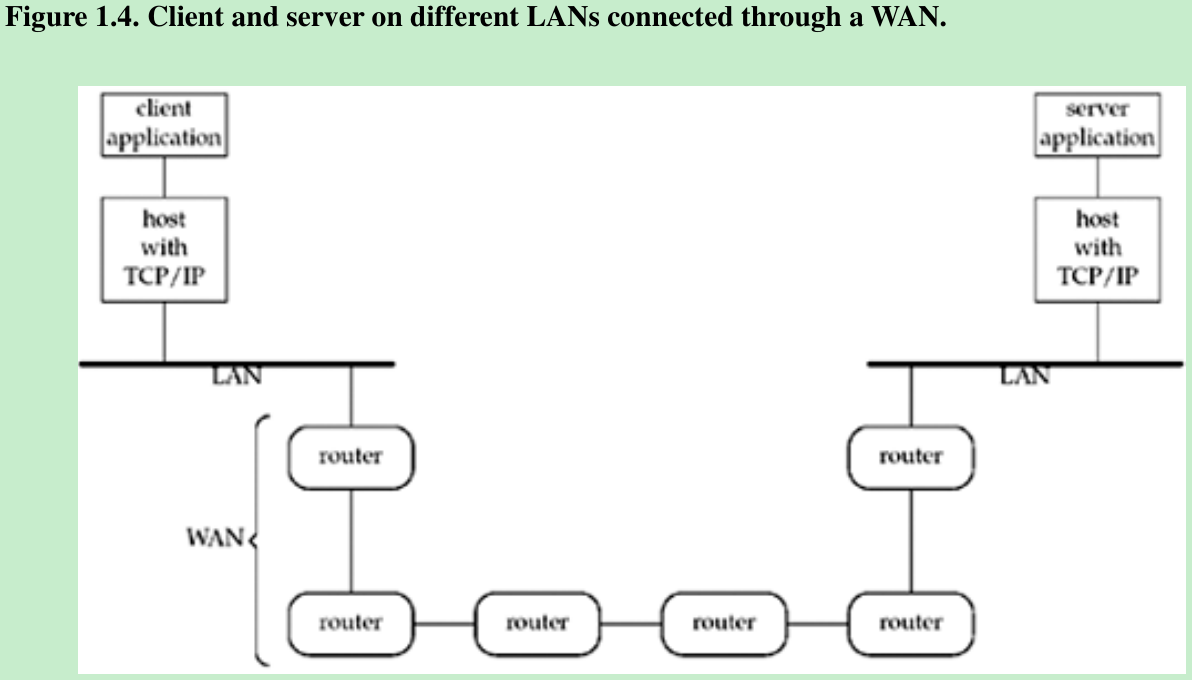 Figure 1.4. Client and server on different LANs connected through a WAN.
client
application
server
application
host
with
TCP/IP
host
with
TCP/IP
LAN
LAN
router
router
WAN
router
router
router
router